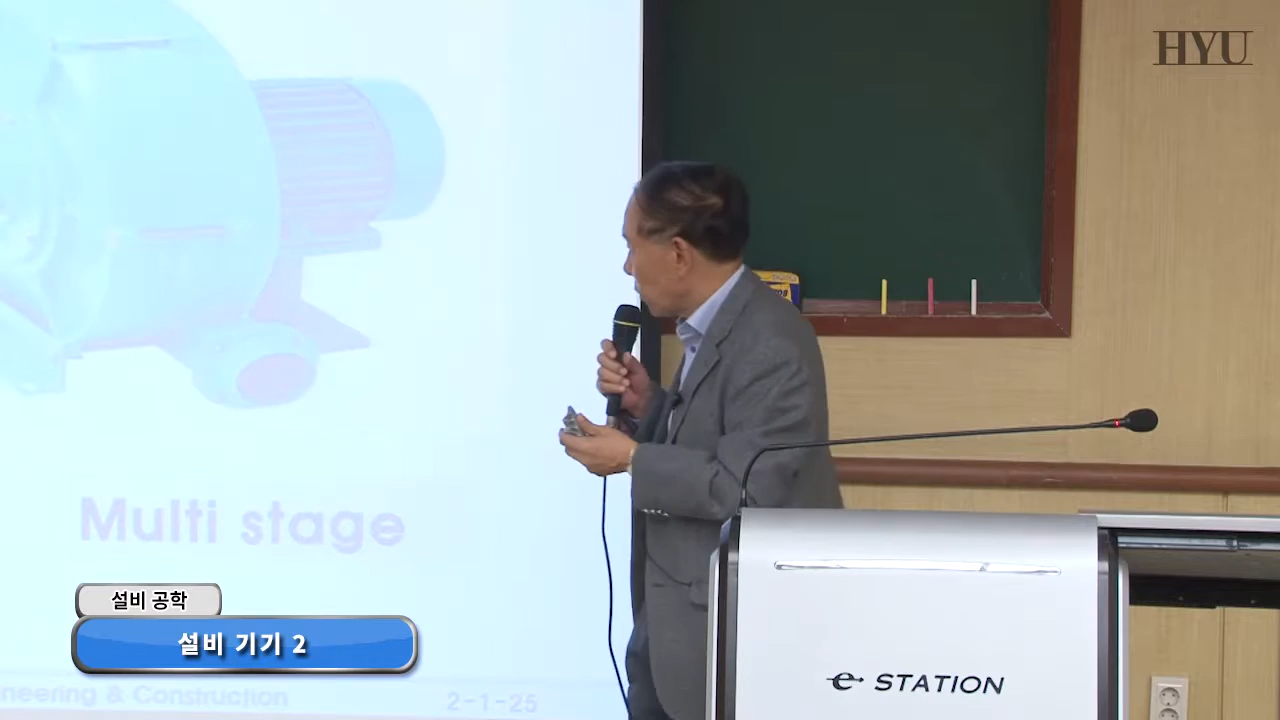 HYU
Multi stage
설비 공학
설비 기기 2
neering & Construction
2-1-25
e STATION